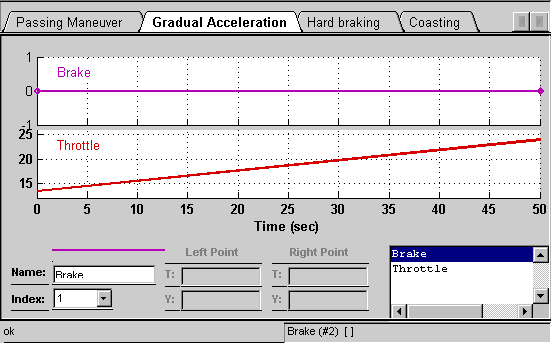 Passing Maneuver Gradual Acceleration Hard braking Coasting
1
Brake
0
-1
25
Throttle
20
15
0 5 10 15 20 25 30 35 40 45 50
Time (sec)
Left Point Right Point
Brake
Throttle
Name: Brake T: T:
Index: 1 Y: Y:
ok Brake (#2) [ ]